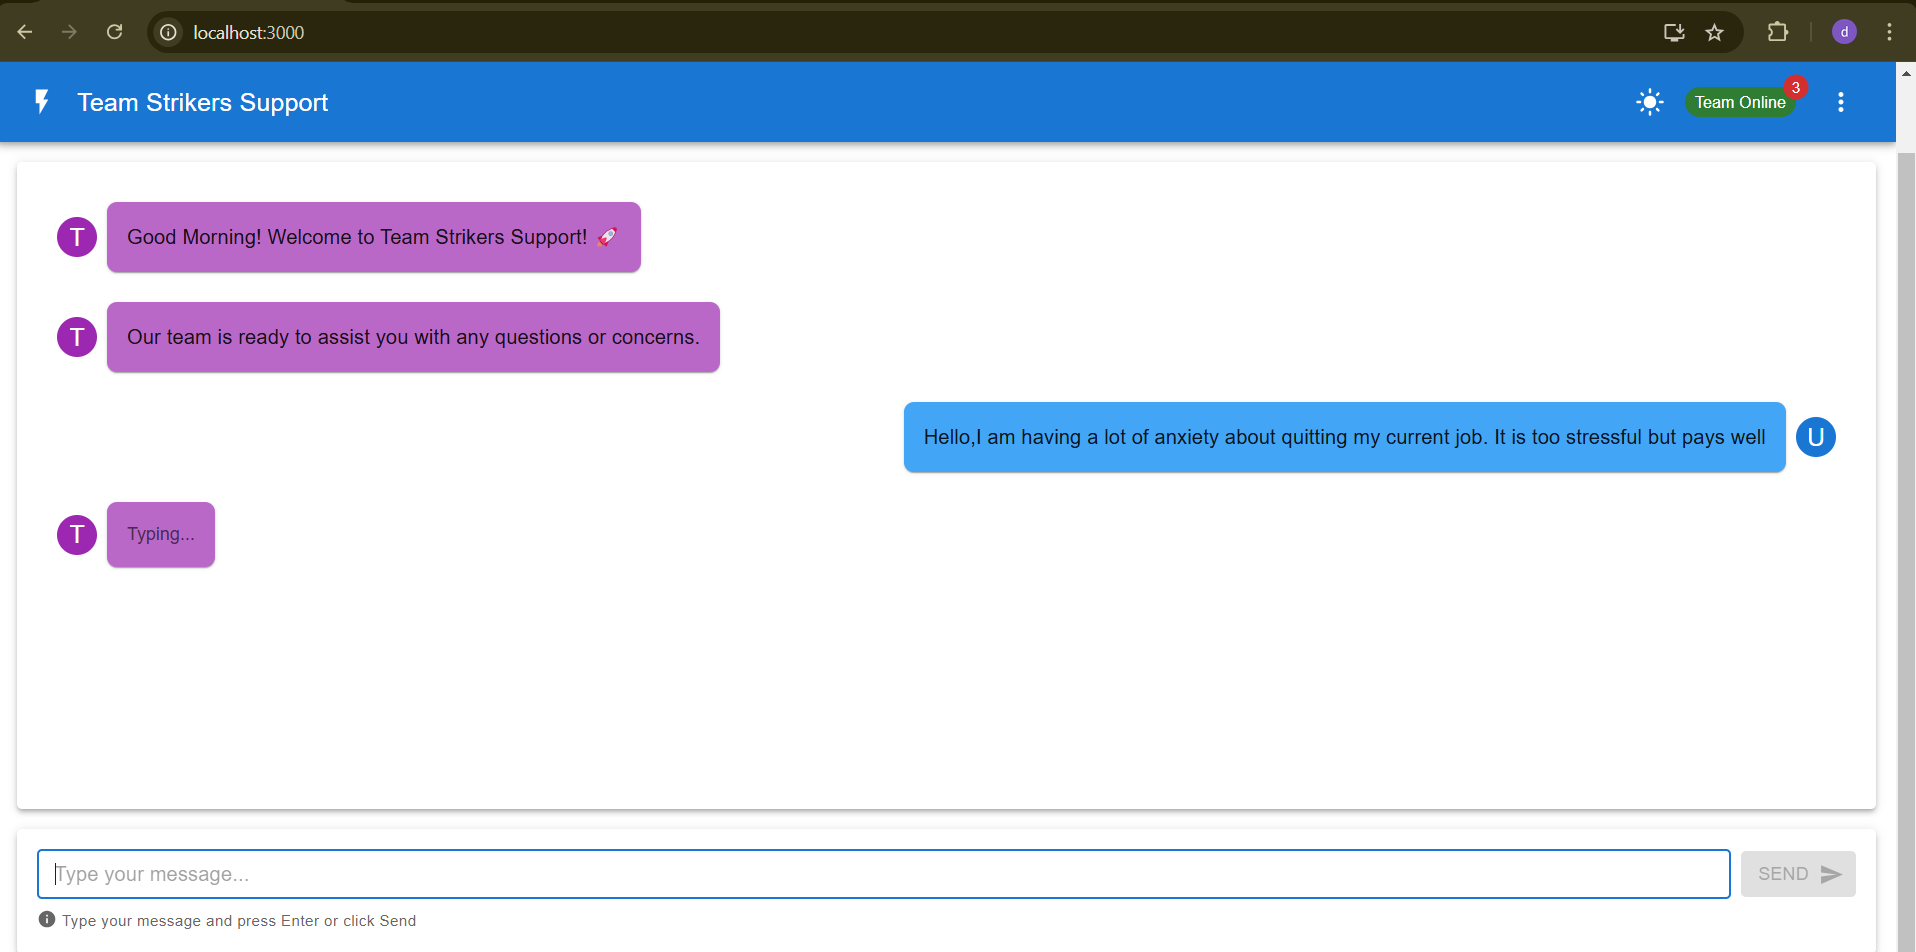 localhost:3000
d
Team Strikers Support
Team Online
3
T
Good Morning! Welcome to Team Strikers Support! 🚀
T
Our team is ready to assist you with any questions or concerns.
Hello,I am having a lot of anxiety about quitting my current job. It is too stressful but pays well
U
T
Typing...
Type your message...
SEND
Type your message and press Enter or click Send